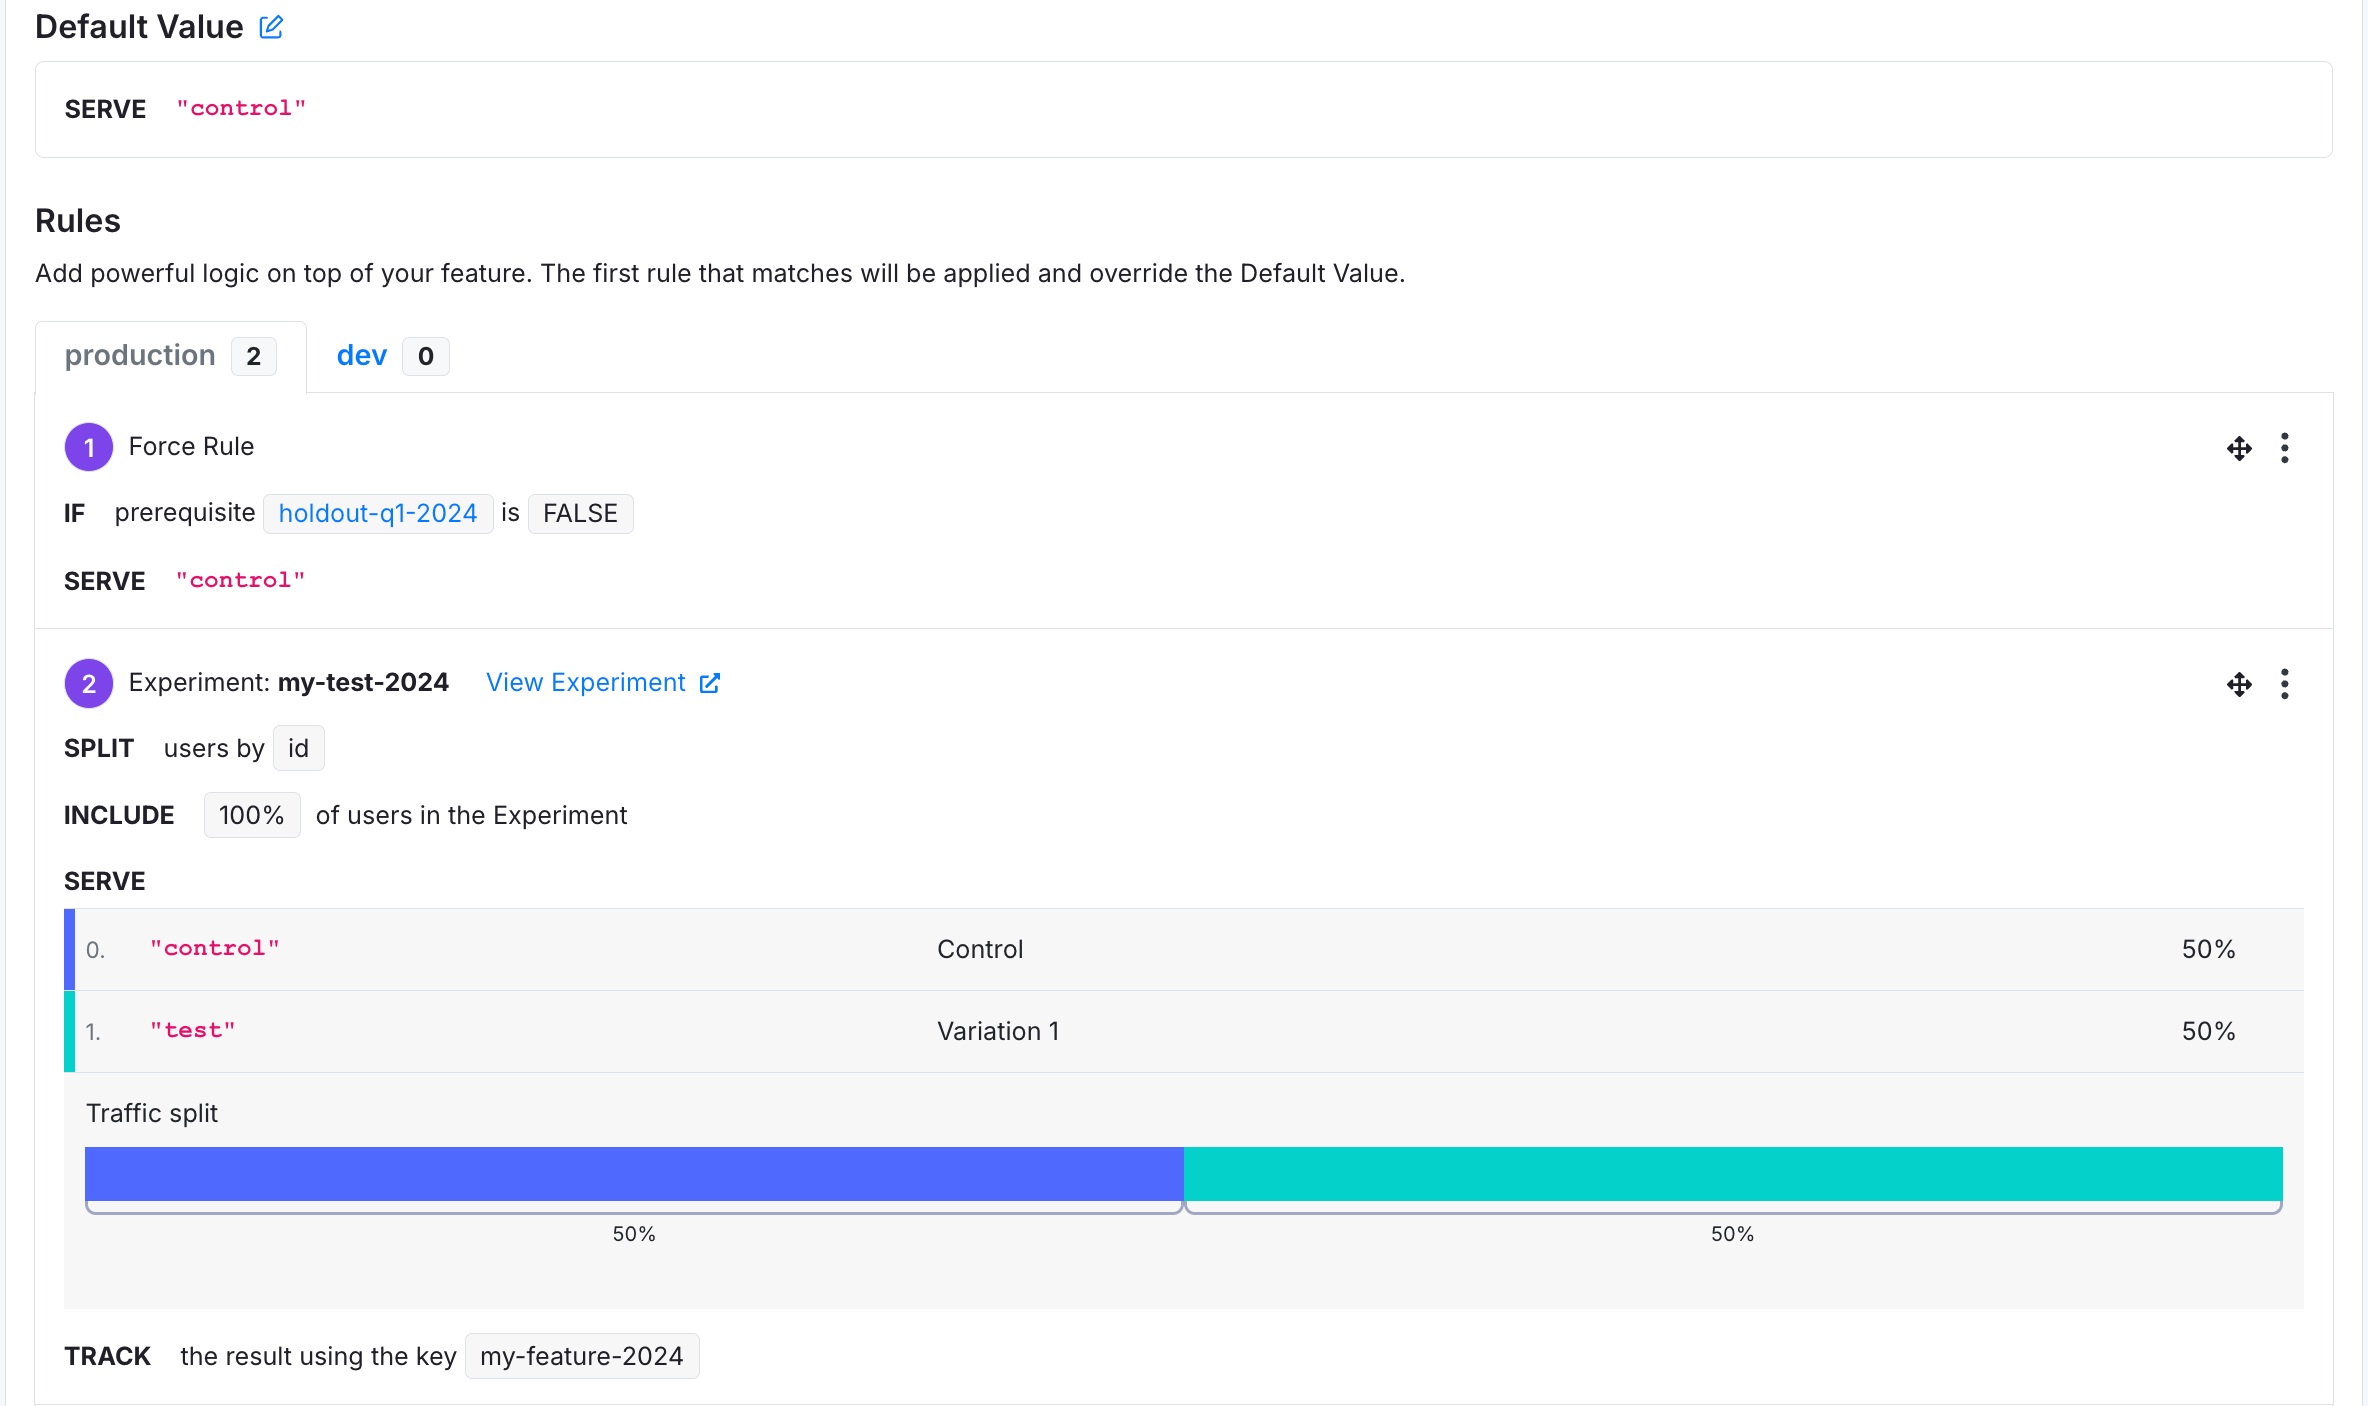 Default Value
SERVE "control"
Rules
Add powerful logic on top of your feature. The first rule that matches will be applied and override the Default Value.
production 2 dev 0
1 Force Rule
IF prerequisite holdout-q1-2024 is FALSE
SERVE "control"
2 Experiment: my-test-2024 View Experiment
SPLIT users by id
INCLUDE 100% of users in the Experiment
SERVE
0. "control" Control 50%
1. "test" Variation 1 50%
Traffic split
50% 50%
TRACK the result using the key my-feature-2024